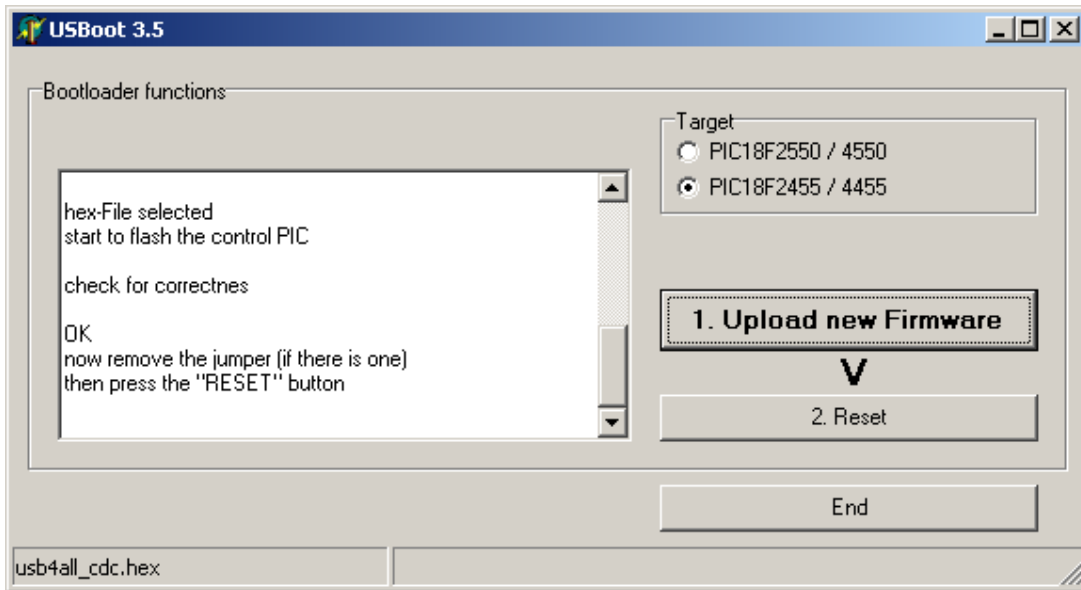 USBoot 3.5
Bootloader functions
Target
PIC18F2550 / 4550
PIC18F2455 / 4455
hex-File selected
start to flash the control PIC
check for correctnes
OK
now remove the jumper (if there is one)
then press the "RESET" button
1. Upload new Firmware
V
2. Reset
End
usb4all_cdc.hex